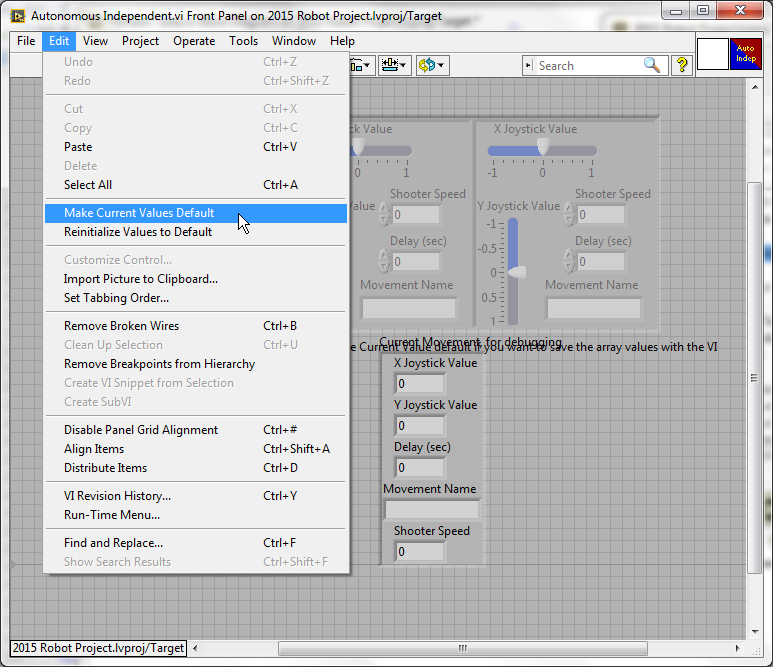 Autonomous Independent.vi Front Panel on 2015 Robot Project.lvproj/Target
File Edit View Project Operate Tools Window Help
Search
?
Auto
Indep
Undo Ctrl+Z
Redo Ctrl+Shift+Z
Cut Ctrl+X
Copy Ctrl+C
Paste Ctrl+V
Delete
Select All Ctrl+A
Make Current Values Default
Reinitialize Values to Default
Customize Control...
Import Picture to Clipboard...
Set Tabbing Order...
Remove Broken Wires Ctrl+B
Clean Up Selection Ctrl+U
Remove Breakpoints from Hierarchy
Create VI Snippet from Selection
Create SubVI
Disable Panel Grid Alignment Ctrl+#
Align Items Ctrl+Shift+A
Distribute Items Ctrl+D
VI Revision History... Ctrl+Y
Run-Time Menu...
Find and Replace... Ctrl+F
Show Search Results Ctrl+Shift+F
ck Value
0 1
Shooter Speed
Value
0
Delay (sec)
0
Movement Name
X Joystick Value
-1 0 1
Shooter Speed
Y Joystick Value
0
-1
-0.5
0
0.5
1
Delay (sec)
0
Movement Name
Current Movement for debugging
e Current Value default if you want to save the array values with the VI
X Joystick Value
0
Y Joystick Value
0
Delay (sec)
0
Movement Name
Shooter Speed
0
2015 Robot Project.lvproj/Target